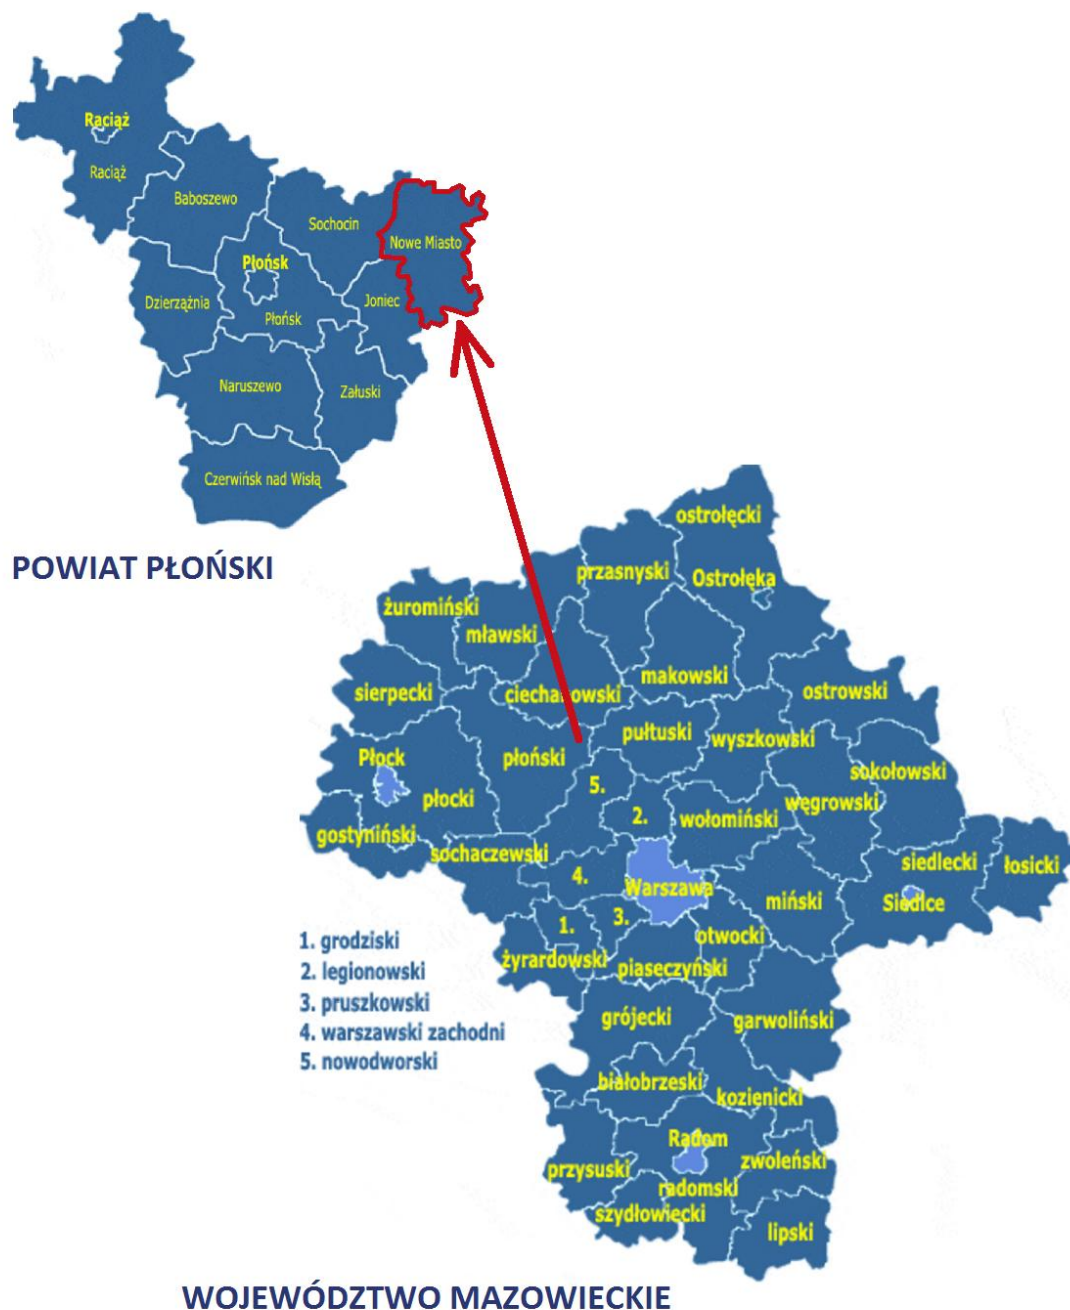 Raciąż
Raciąż
Baboszewo
Sochocin
Nowe Miasto
Płońsk
Dzierzążnia
Joniec
Płońsk
Naruszewo
Załuski
Czerwińsk nad Wisłą
POWIAT PŁOŃSKI
ostrołęcki
przasnyski
Ostrołęka
żuromiński
mławski
makowski
sierpecki
ciechanowski
ostrowski
pułtuski
wyszkowski
Płock
płoński
sokołowski
5.
płocki
węgrowski
2.
wołomiński
gostyniński
sochaczewski
siedlecki
łosicki
4.
Warszawa
miński
Siedlce
1.
3.
otwocki
żyrardowski
piaseczyński
1. grodziski
2. legionowski
3. pruszkowski
4. warszawski zachodni
5. nowodworski
grójecki
garwoliński
białobrzeski
kozienicki
Radom
zwoleński
przysuski
radomski
szydłowiecki
lipski
WOJEWÓDZTWO MAZOWIECKIE